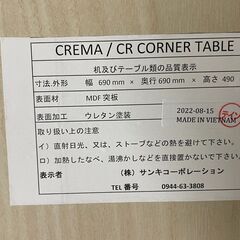 CREMA / CR CORNER TABLE
机及びテーブル類の品質表示
寸法.外形 幅 690mm × 奥行 690mm × 高さ 490
表面材 MDF 突板
表面加工 ウレタン塗装
2022-08-15
MADE IN VIETNAM
取り扱い上の注意
イ）直射日光、又は、ストーブなどの熱を避けて下さい。
ロ）加熱したなべ、湯沸かしなどを直接置かないで下
表示者 （株）サンキコーポレーション
TEL 番号 0944-63-3808